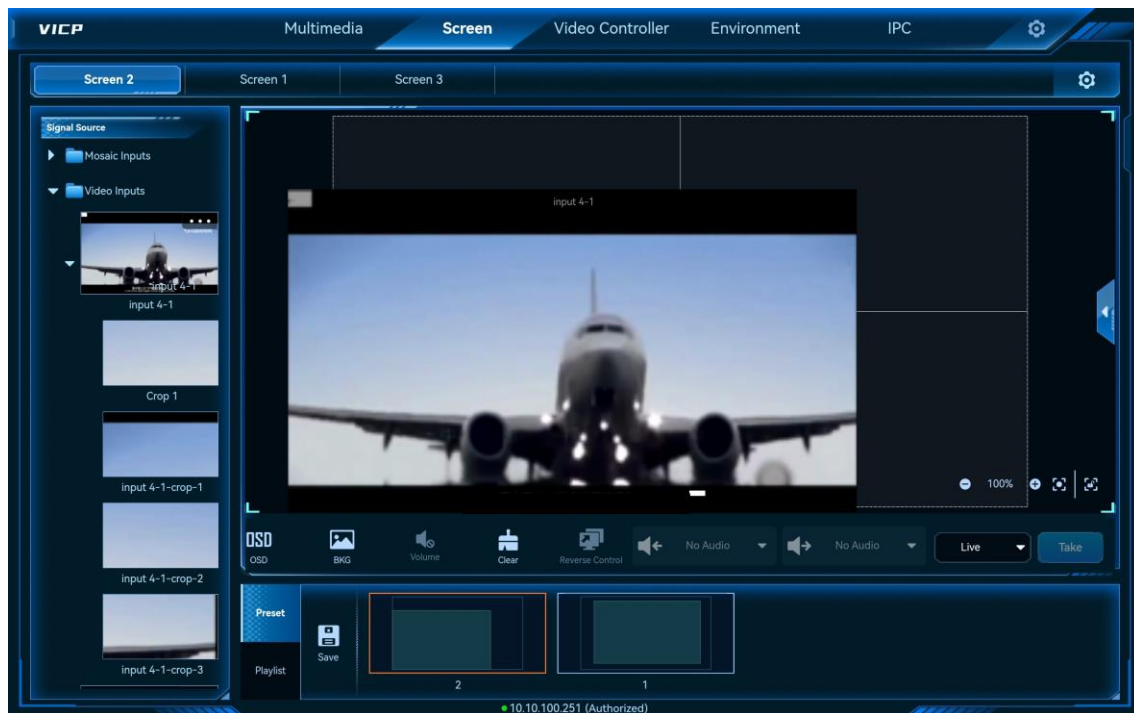 VICP
Multimedia
Screen
Video Controller
Environment
IPC
Screen 2
Screen 1
Screen 3
Signal Source
Mosaic Inputs
Video Inputs
input 4-1
input 4-1
Crop 1
input 4-1-crop-1
input 4-1-crop-2
input 4-1-crop-3
input 4-1
100%
OSD
OSD
BKG
Volume
Clear
Reverse Control
No Audio
No Audio
Live
Take
Preset
Playlist
Save
2
1
10.10.100.251 (Authorized)